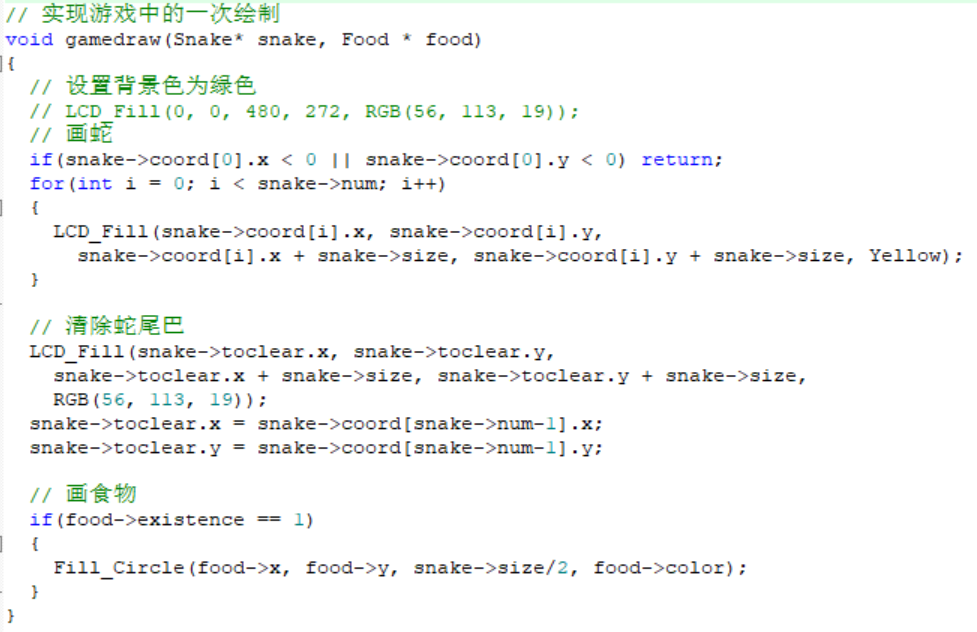 // 实现游戏中的一次绘制
void gamedraw(Snake* snake, Food * food)
{
  // 设置背景色为绿色
  // LCD_Fill(0, 0, 480, 272, RGB(56, 113, 19));
  // 画蛇
  if(snake->coord[0].x < 0 || snake->coord[0].y < 0) return;
  for(int i = 0; i < snake->num; i++)
  {
    LCD_Fill(snake->coord[i].x, snake->coord[i].y,
      snake->coord[i].x + snake->size, snake->coord[i].y + snake->size, Yellow);
  }

  // 清除蛇尾巴
  LCD_Fill(snake->toclear.x, snake->toclear.y,
    snake->toclear.x + snake->size, snake->toclear.y + snake->size,
    RGB(56, 113, 19));
  snake->toclear.x = snake->coord[snake->num-1].x;
  snake->toclear.y = snake->coord[snake->num-1].y;

  // 画食物
  if(food->existence == 1)
  {
    Fill_Circle(food->x, food->y, snake->size/2, food->color);
  }
}